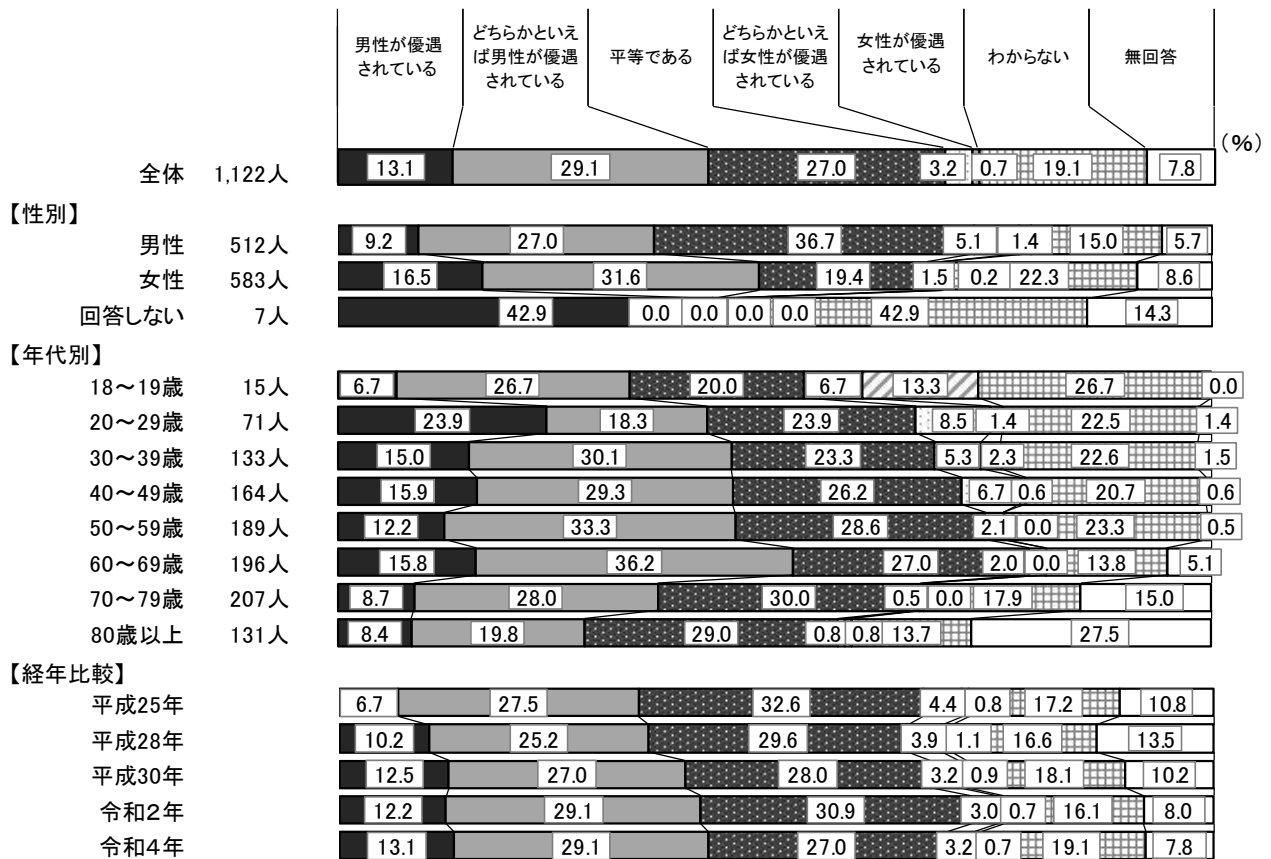 男性が優遇
されている
どちらかといえ
ば男性が優遇
されている
平等である
どちらかといえ
ば女性が優遇
されている
女性が優遇
されている
わからない
無回答
(%)
全体 1,122人 13.1 29.1 27.0 3.2 0.7 19.1 7.8
【性別】
男性 512人 9.2 27.0 36.7 5.1 1.4 15.0 5.7
女性 583人 16.5 31.6 19.4 1.5 0.2 22.3 8.6
回答しない 7人 42.9 0.0 0.0 0.0 0.0 42.9 14.3
【年代別】
18～19歳 15人 6.7 26.7 20.0 6.7 13.3 26.7 0.0
20～29歳 71人 23.9 18.3 23.9 8.5 1.4 22.5 1.4
30～39歳 133人 15.0 30.1 23.3 5.3 2.3 22.6 1.5
40～49歳 164人 15.9 29.3 26.2 6.7 0.6 20.7 0.6
50～59歳 189人 12.2 33.3 28.6 2.1 0.0 23.3 0.5
60～69歳 196人 15.8 36.2 27.0 2.0 0.0 13.8 5.1
70～79歳 207人 8.7 28.0 30.0 0.5 0.0 17.9 15.0
80歳以上 131人 8.4 19.8 29.0 0.8 0.8 13.7 27.5
【経年比較】
平成25年 6.7 27.5 32.6 4.4 0.8 17.2 10.8
平成28年 10.2 25.2 29.6 3.9 1.1 16.6 13.5
平成30年 12.5 27.0 28.0 3.2 0.9 18.1 10.2
令和2年 12.2 29.1 30.9 3.0 0.7 16.1 8.0
令和4年 13.1 29.1 27.0 3.2 0.7 19.1 7.8